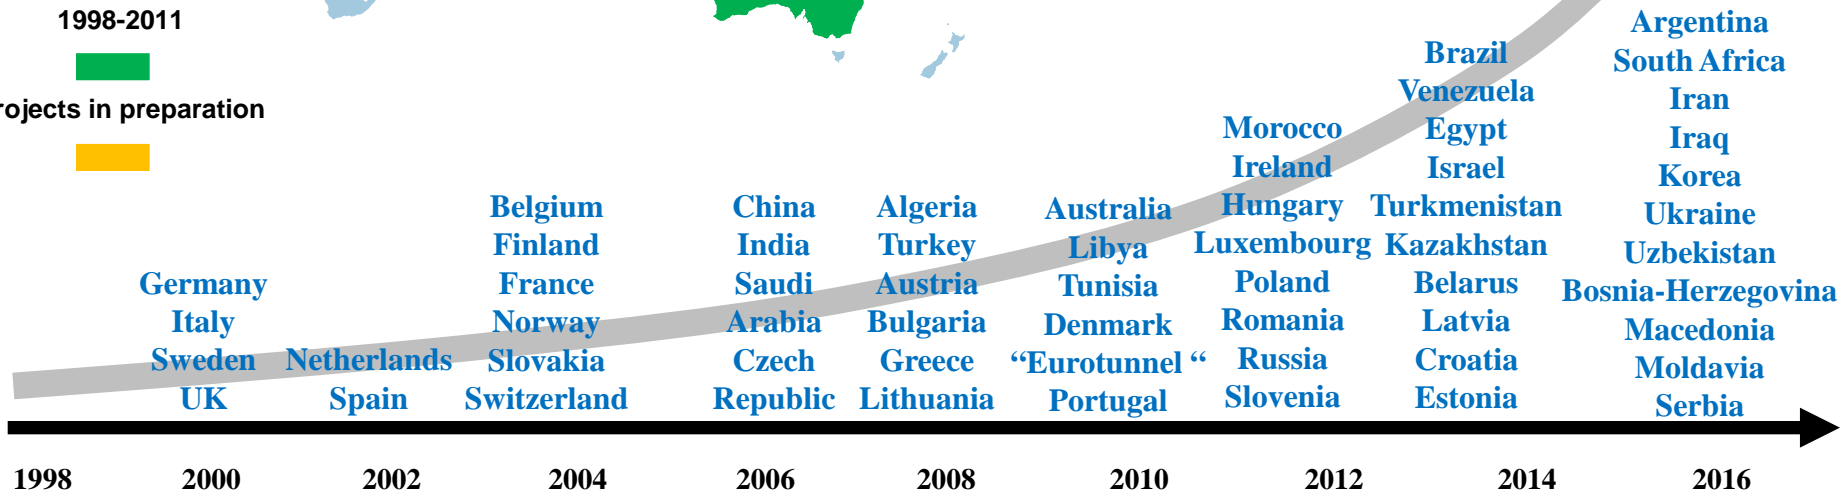 1998-2011
rojects in preparation
Germany
Italy
Sweden
UK
Netherlands
Spain
Belgium
Finland
France
Norway
Slovakia
Switzerland
China
India
Saudi
Arabia
Czech
Republic
Algeria
Turkey
Austria
Bulgaria
Greece
Lithuania
Australia
Libya
Tunisia
Denmark
“Eurotunnel “
Portugal
Morocco
Ireland
Hungary
Luxembourg
Poland
Romania
Russia
Slovenia
Brazil
Venezuela
Egypt
Israel
Turkmenistan
Kazakhstan
Belarus
Latvia
Croatia
Estonia
Argentina
South Africa
Iran
Iraq
Korea
Ukraine
Uzbekistan
Bosnia-Herzegovina
Macedonia
Moldavia
Serbia
1998 2000 2002 2004 2006 2008 2010 2012 2014 2016